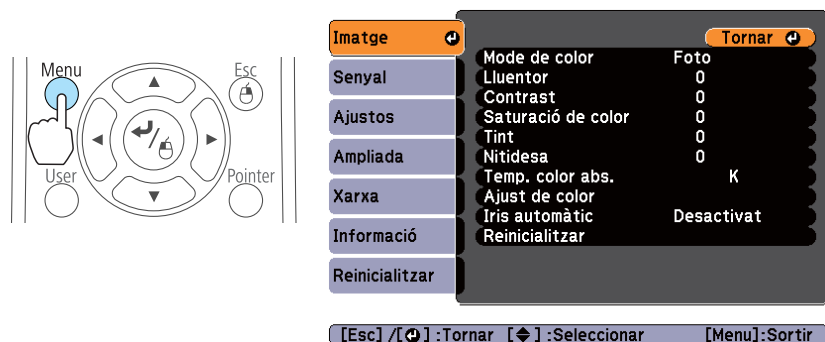 Menu
Esc
User
Pointer
Imatge
Senyal
Ajustos
Ampliada
Xarxa
Informació
Reinicialitzar
Tornar
Mode de color Foto
Lluentor 0
Contrast 0
Saturació de color 0
Tint 0
Nitidesa 0
Temp. color abs. K
Ajust de color
Iris automàtic Desactivat
Reinicialitzar
[Esc] /[ ] :Tornar [ ] :Seleccionar [Menu]:Sortir